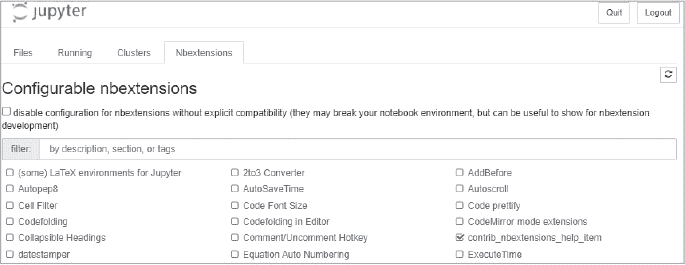 jupyter Quit Logout
Files Running Clusters Nbextensions
Configurable nbextensions
disable configuration for nbextensions without explicit compatibility (they may break your notebook environment, but can be useful to show for nbextension
development)
filter: by description, section, or tags
(some) LaTeX environments for Jupyter 2to3 Converter AddBefore
Autopep8 AutoSaveTime Autoscroll
Cell Filter Code Font Size Code prettify
Codefolding Codefolding in Editor CodeMirror mode extensions
Collapsible Headings Comment/Uncomment Hotkey contrib_nbextensions_help_item
datestamper Equation Auto Numbering ExecuteTime